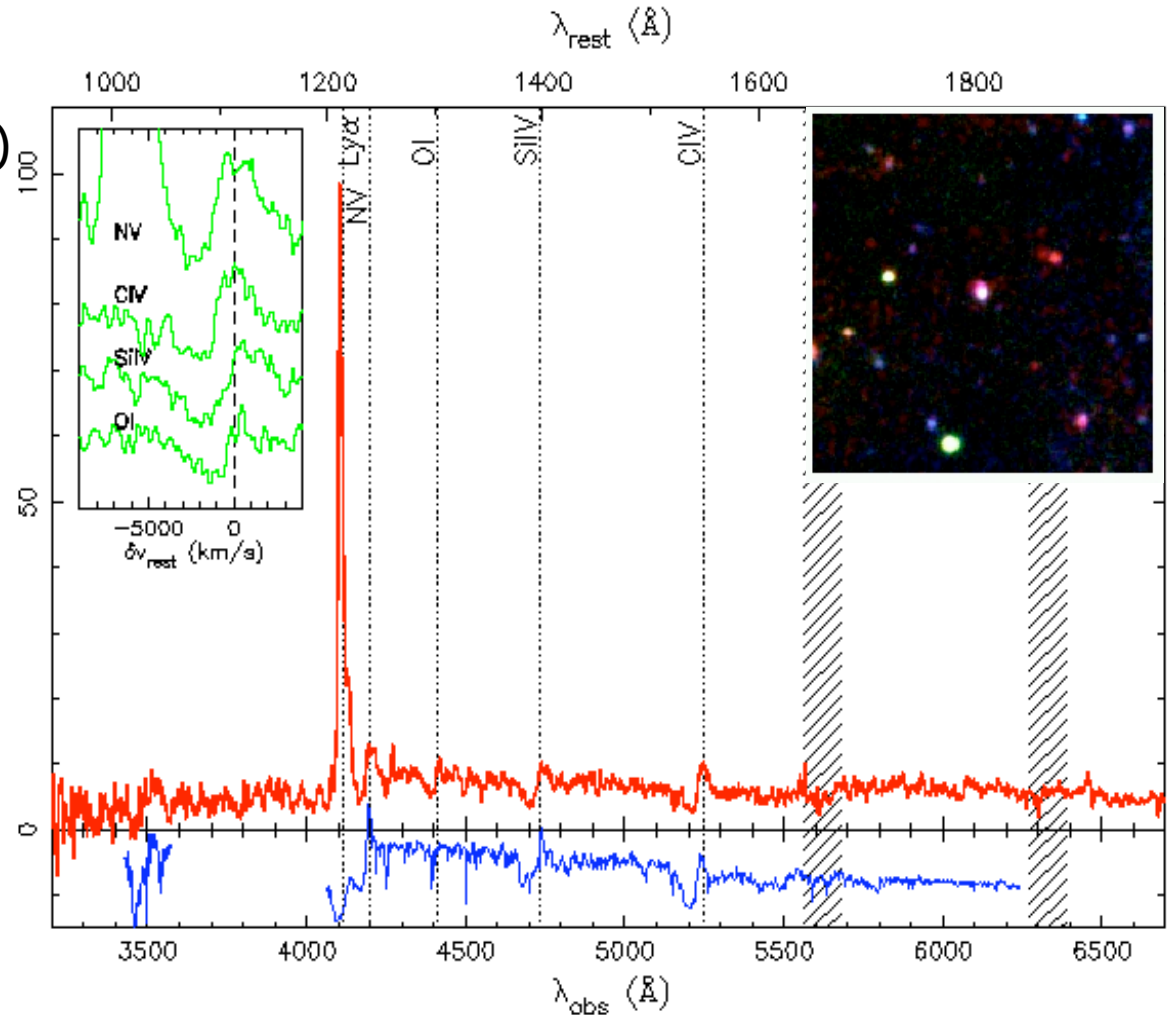 λrest (Å)
1000 1200 1400 1600 1800
)
100
50
0
Lyα
NV
OI
SiIV
CIV
NV
CIV
SiIV
OI
−5000 0
δvrest (km/s)
3500 4000 4500 5000 5500 6000 6500
λobs (Å)